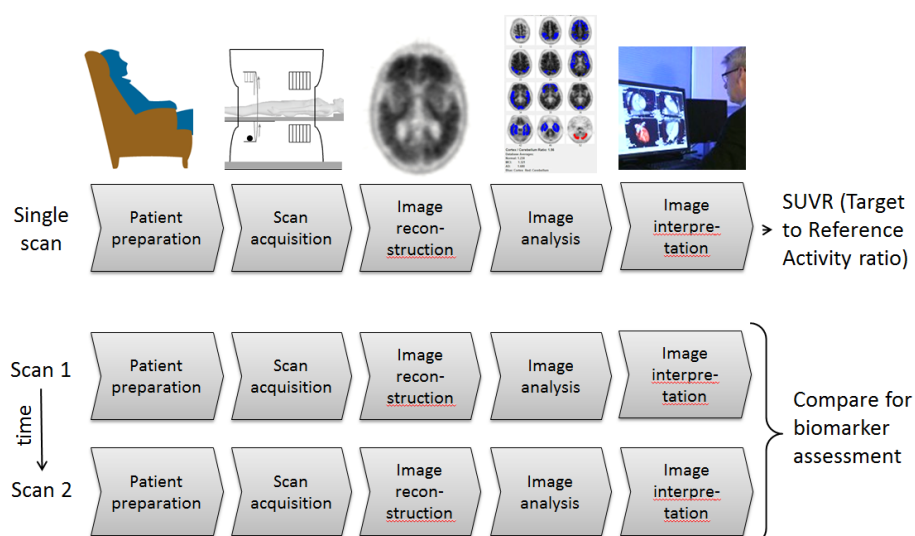 Single
scan
Patient
preparation
Scan
acquisition
Image
recon-
struction
Image
analysis
Image
interpre-
tation
SUVR (Target
to Reference
Activity ratio)
Scan 1
Patient
preparation
Scan
acquisition
Image
recon-
struction
Image
analysis
Image
interpre-
tation
time
Scan 2
Patient
preparation
Scan
acquisition
Image
recon-
struction
Image
analysis
Image
interpre-
tation
Compare for
biomarker
assessment